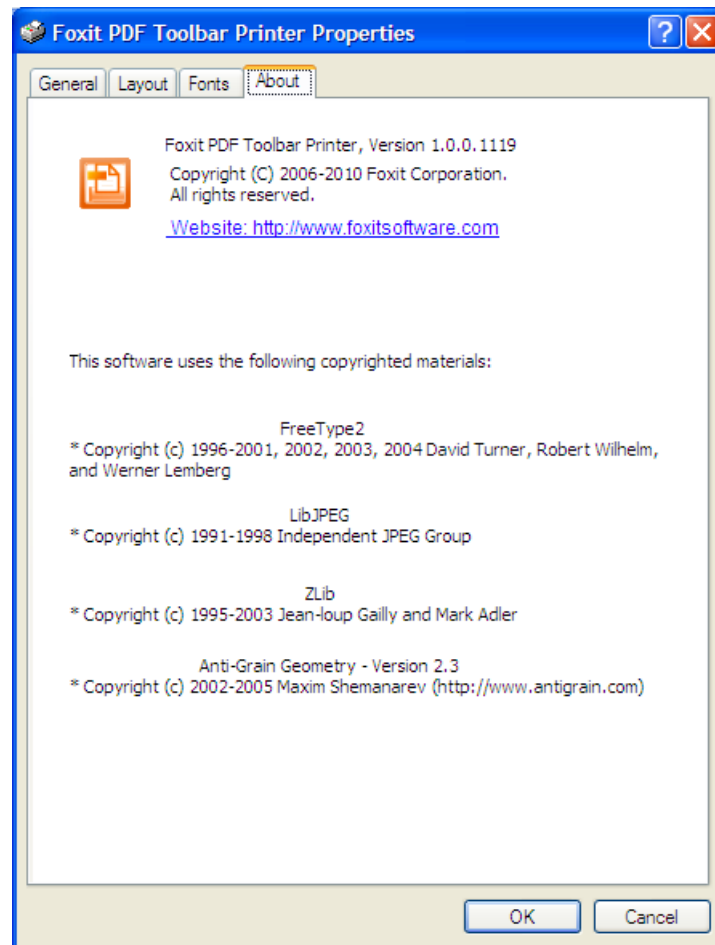 Foxit PDF Toolbar Printer Properties
General Layout Fonts About
Foxit PDF Toolbar Printer, Version 1.0.0.1119
Copyright (C) 2006-2010 Foxit Corporation.
All rights reserved.
Website: http://www.foxitsoftware.com
This software uses the following copyrighted materials:
FreeType2
* Copyright (c) 1996-2001, 2002, 2003, 2004 David Turner, Robert Wilhelm,
and Werner Lemberg
LibJPEG
* Copyright (c) 1991-1998 Independent JPEG Group
ZLib
* Copyright (c) 1995-2003 Jean-loup Gailly and Mark Adler
Anti-Grain Geometry - Version 2.3
* Copyright (c) 2002-2005 Maxim Shemanarev (http://www.antigrain.com)
OK Cancel